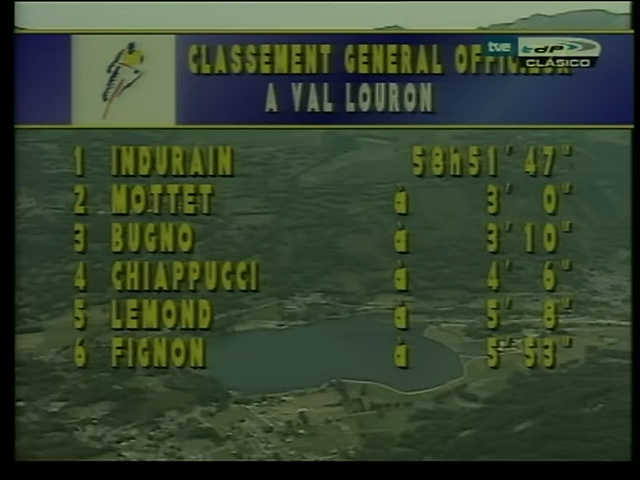 CLASSEMENT GENERAL OFFICIEUX
tve tdp
CLÁSICO
A VAL LOURON
1 INDURAIN 58h51' 47"
2 MOTTET à 3' 0"
3 BUGNO à 3' 10"
4 CHIAPPUCCI à 4' 6"
5 LEMOND à 5' 8"
6 FIGNON à 5' 53"